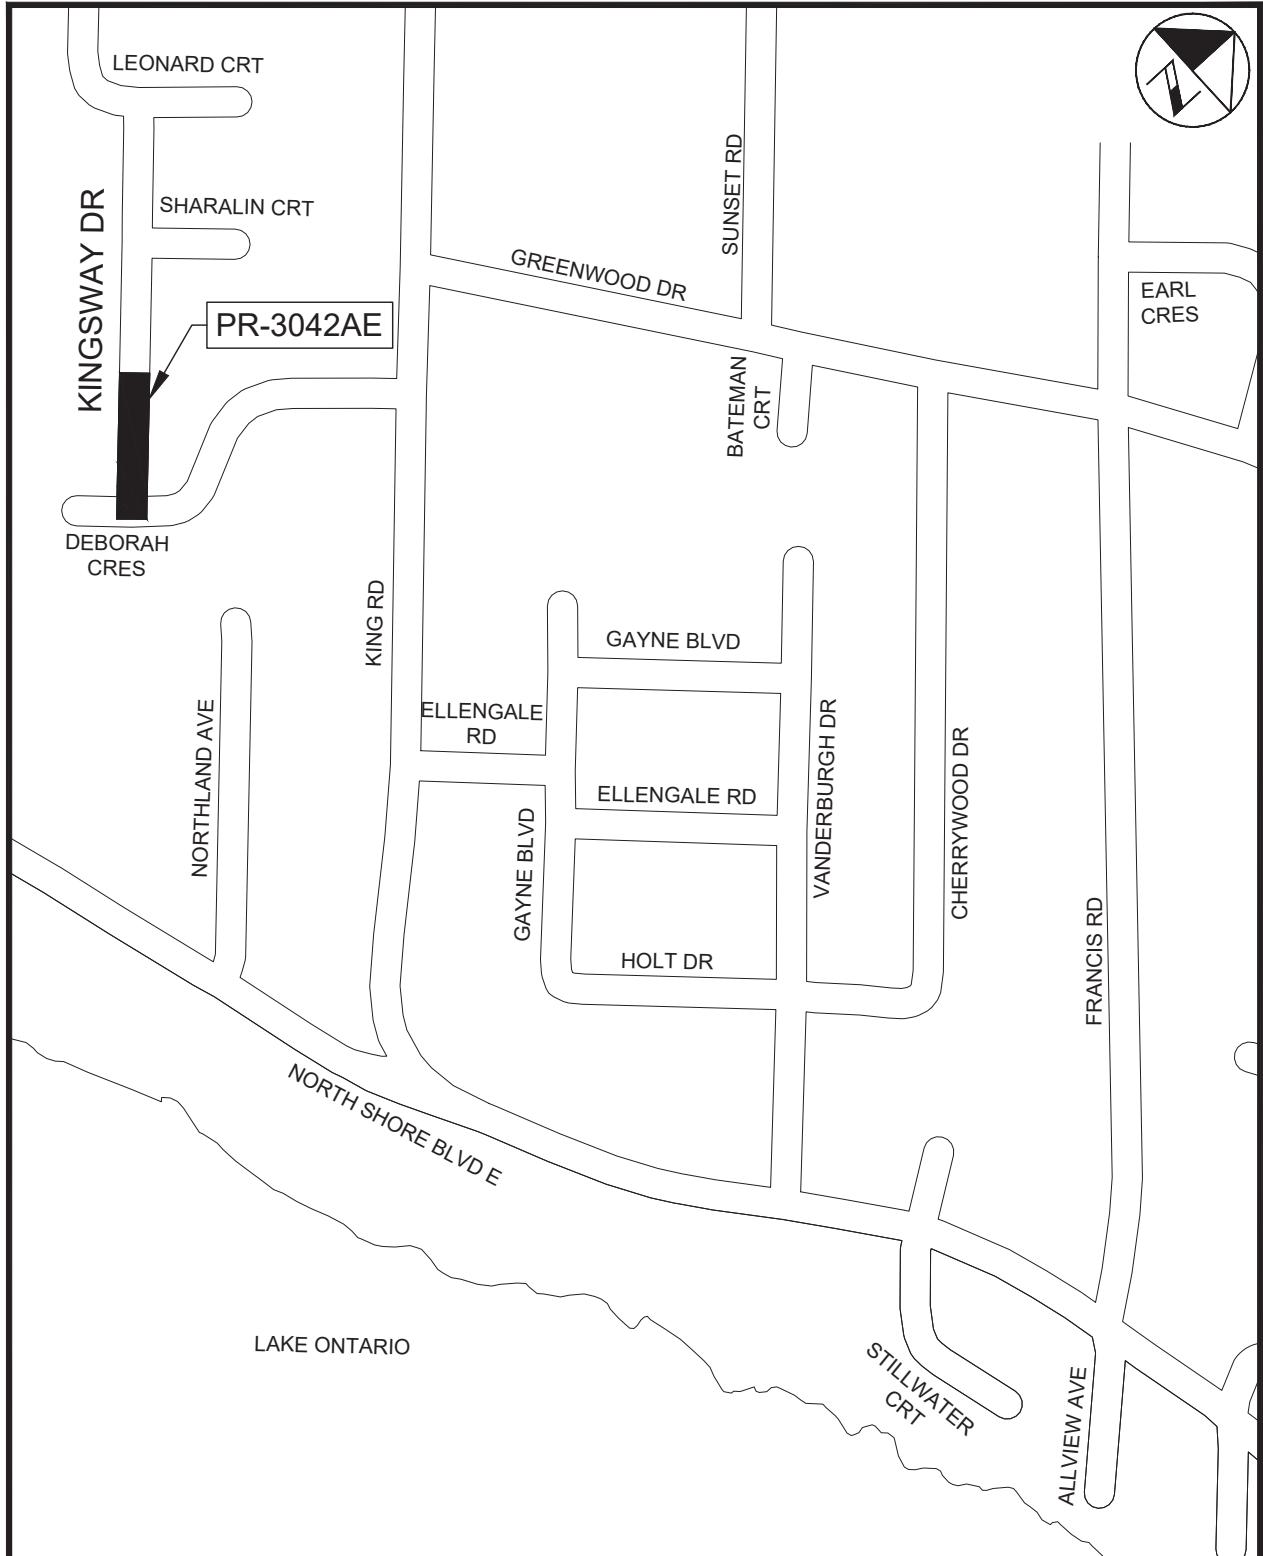 LEONARD CRT
KINGSWAY DR
SHARALIN CRT
PR-3042AE
DEBORAH
CRES
SUNSET RD
GREENWOOD DR
EARL
CRES
BATEMAN
CRT
KING RD
NORTHLAND AVE
GAYNE BLVD
ELLENGALE
RD
ELLENGALE RD
GAYNE BLVD
HOLT DR
VANDERBURGH DR
CHERRYWOOD DR
FRANCIS RD
NORTH SHORE BLVD E
LAKE ONTARIO
STILLWATER
CRT
ALLVIEW AVE
N